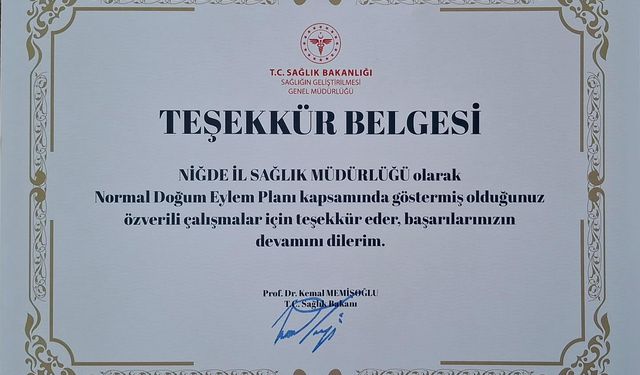 T.C. SAĞLIK BAKANLIĞI
SAĞLIĞIN GELİŞTİRİLMESİ
GENEL MÜDÜRLÜĞÜ
TEŞEKKÜR BELGESİ
NİĞDE İL SAĞLIK MÜDÜRLÜĞÜ olarak
Normal Doğum Eylem Planı kapsamında göstermiş olduğunuz
özverili çalışmalar için teşekkür eder, başarılarınızın
devamını dilerim.
Prof. Dr. Kemal MEMİŞOĞLU
T.C. Sağlık Bakanı